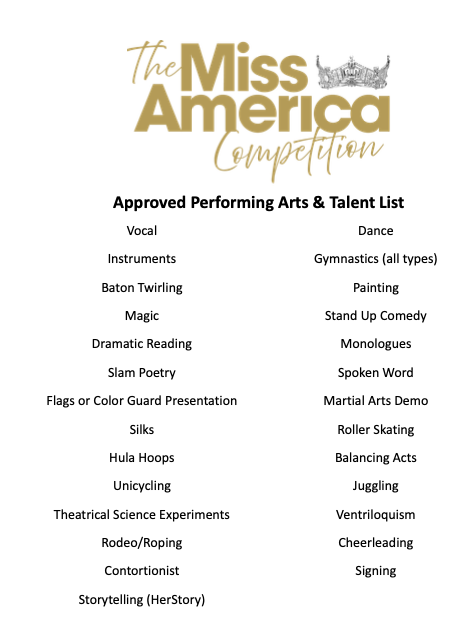 The Miss
America
Competition
Approved Performing Arts & Talent List
Vocal Dance
Instruments Gymnastics (all types)
Baton Twirling Painting
Magic Stand Up Comedy
Dramatic Reading Monologues
Slam Poetry Spoken Word
Flags or Color Guard Presentation Martial Arts Demo
Silks Roller Skating
Hula Hoops Balancing Acts
Unicycling Juggling
Theatrical Science Experiments Ventriloquism
Rodeo/Roping Cheerleading
Contortionist Signing
Storytelling (HerStory)